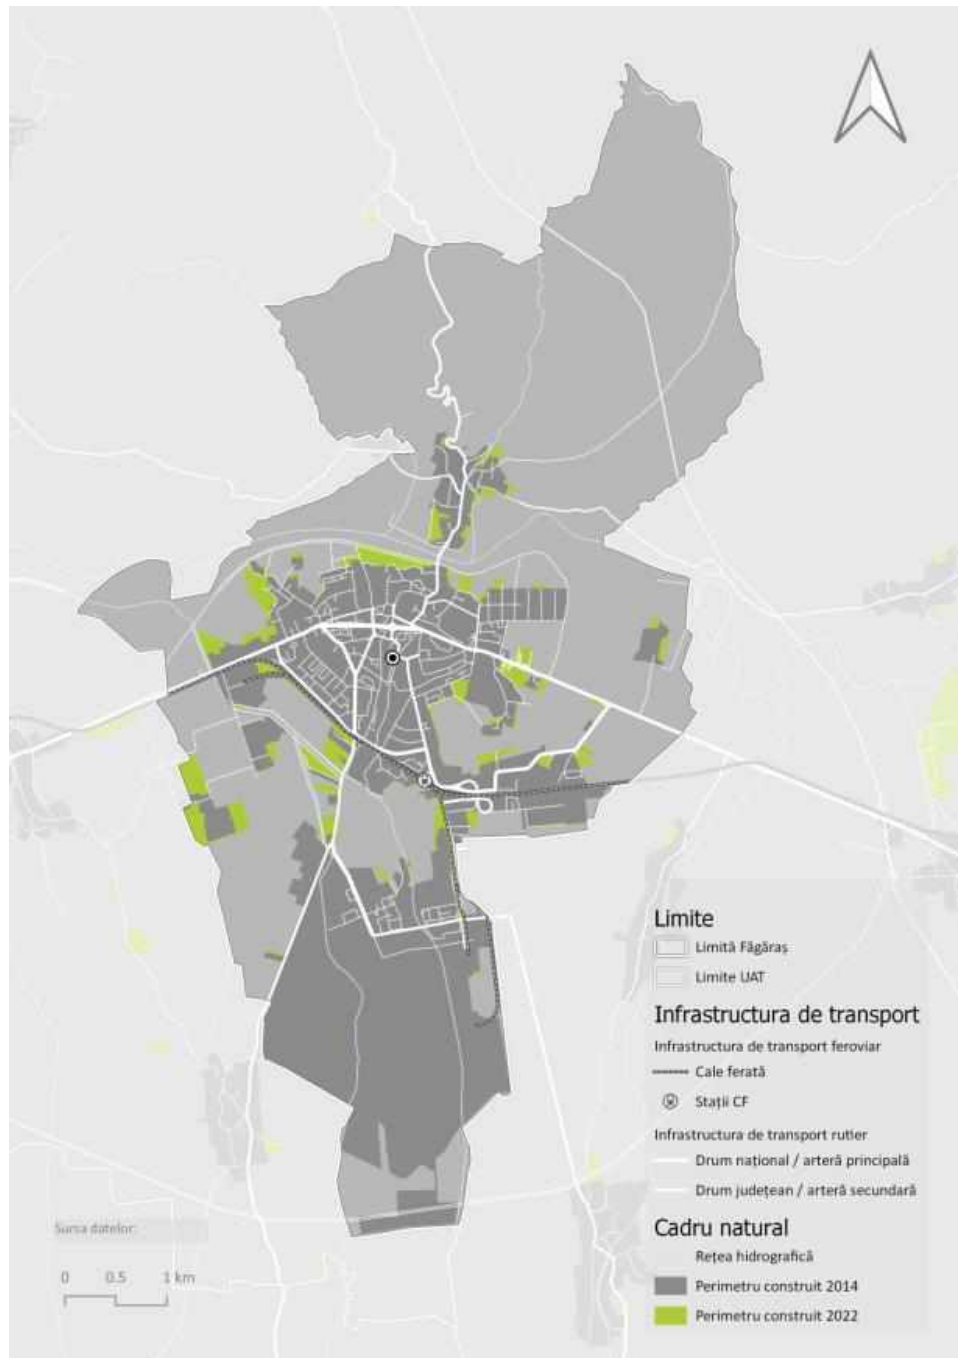 Limite
Limită Făgăraș
Limite UAT
Infrastructura de transport
Infrastructura de transport feroviar
Cale ferată
Stații CF
Infrastructura de transport rutier
Drum național / arteră principală
Drum județean / arteră secundară
Cadru natural
Rețea hidrografică
Perimetru construit 2014
Perimetru construit 2022
Sursa datelor:
0 0.5 1 km